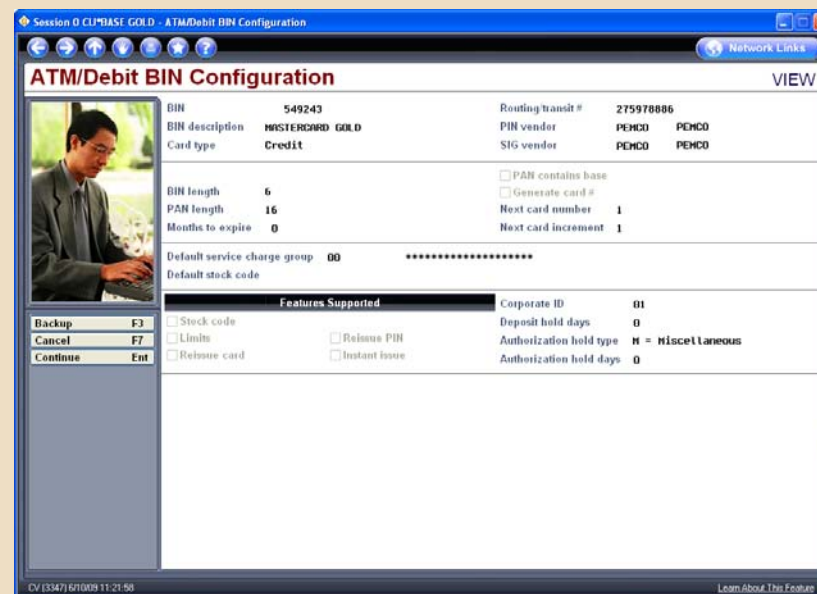 Session 0 CU*BASE GOLD - ATM/Debit BIN Configuration
Network Links
ATM/Debit BIN Configuration
VIEW
BIN 549243 Routing/transit # 275978886
BIN description MASTERCARD GOLD PIN vendor PEMCO PEMCO
Card type Credit SIG vendor PEMCO PEMCO
PAN contains base
BIN length 6 Generate card #
PAN length 16 Next card number 1
Months to expire 0 Next card increment 1
Default service charge group 00 *********************
Default stock code
Features Supported Corporate ID 01
Stock code Deposit hold days 0
Limits Reissue PIN Authorization hold type M = Miscellaneous
Reissue card Instant issue Authorization hold days 0
Backup F3
Cancel F7
Continue Ent
CV (3347) 6/10/09 11:21:58
Learn About This Feature